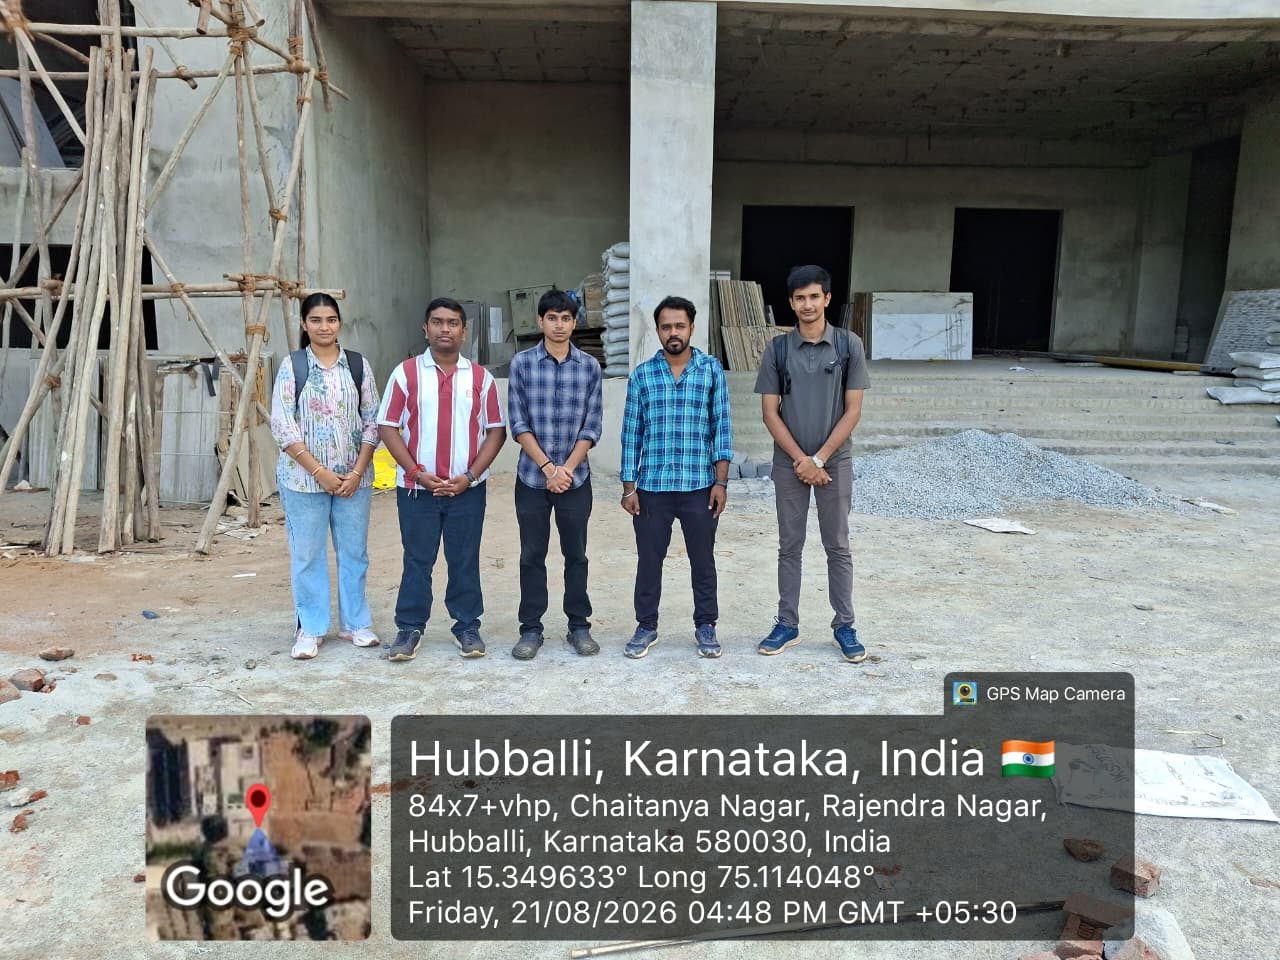 GPS Map Camera
Hubballi, Karnataka, India
84x7+vhp, Chaitanya Nagar, Rajendra Nagar,
Hubballi, Karnataka 580030, India
Lat 15.349633° Long 75.114048°
Friday, 21/08/2026 04:48 PM GMT +05:30
Google